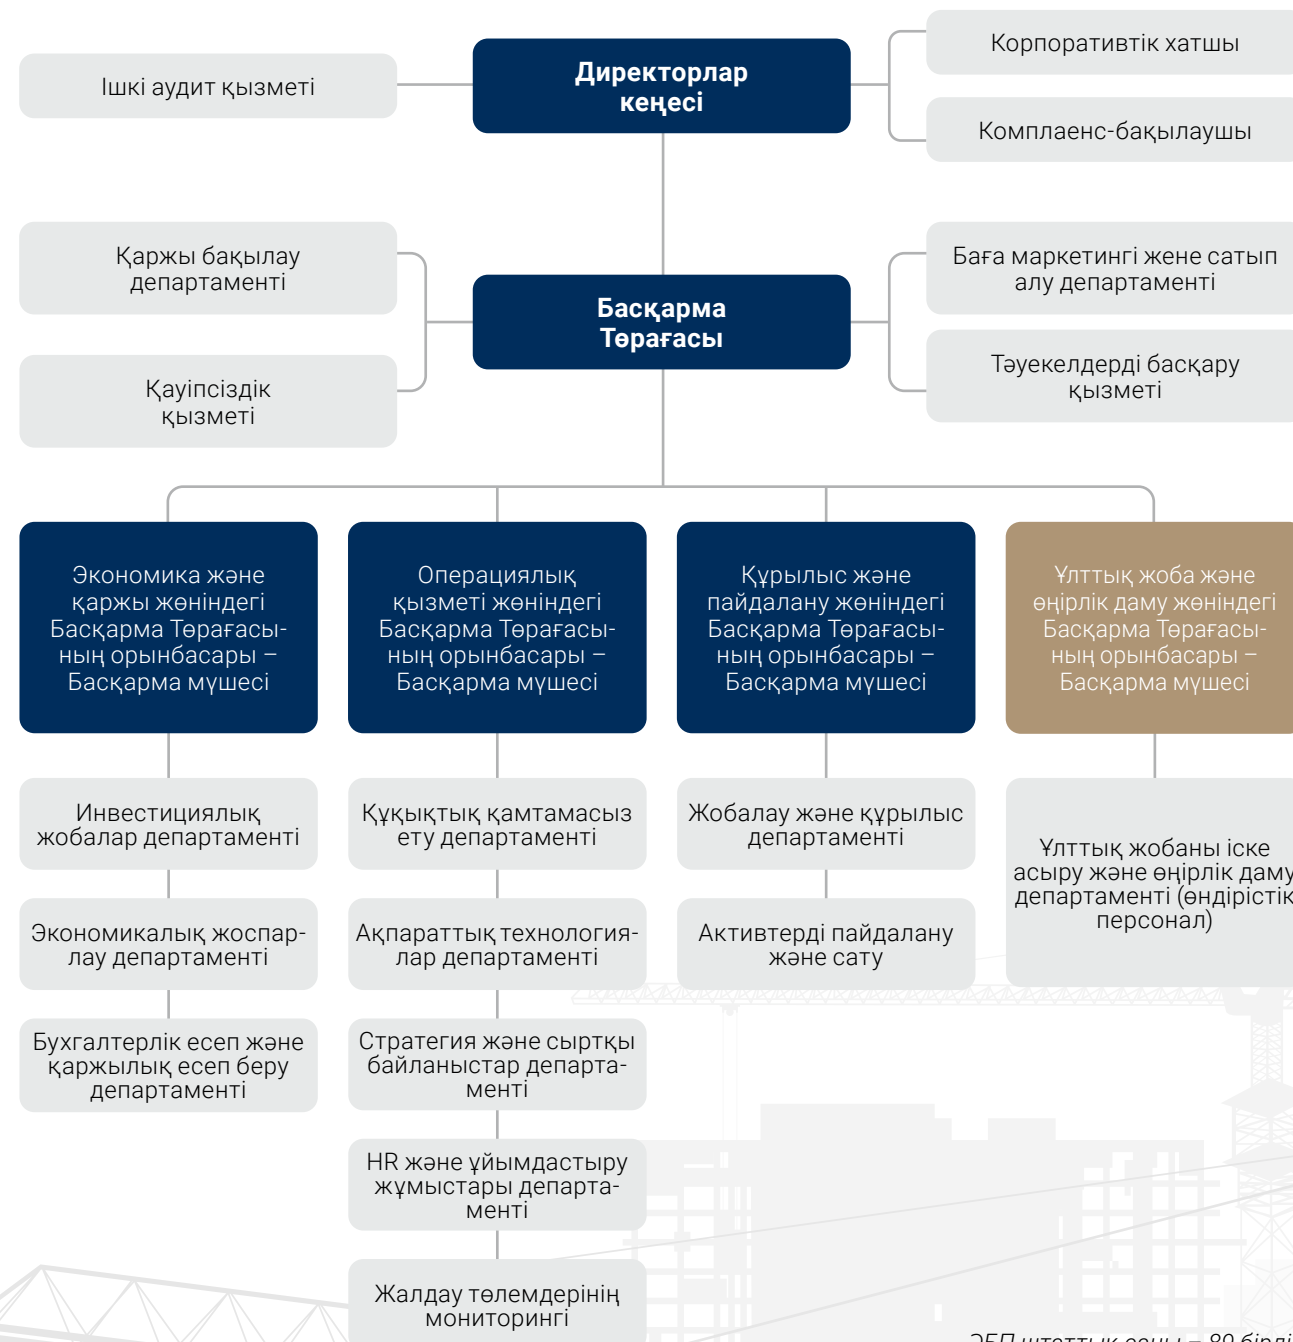 Ішкі аудит қызметі
Директорлар
кеңесі
Корпоративтік хатшы
Комплаенс-бақылаушы
Қаржы бақылау
департаменті
Қауіпсіздік
қызметі
Басқарма
Төрағасы
Баға маркетингі жене сатып
алу департаменті
Тәуекелдерді басқару
қызметі
Экономика және
қаржы жөніндегі
Басқарма Төрағасы-
ның орынбасары –
Басқарма мүшесі
Инвестициялық
жобалар департаменті
Экономикалық жоспар-
лау департаменті
Бухгалтерлік есеп және
қаржылық есеп беру
департаменті
Операциялық
қызметі жөніндегі
Басқарма Төрағасы-
ның орынбасары –
Басқарма мүшесі
Құқықтық қамтамасыз
ету департаменті
Ақпараттық технология-
лар департаменті
Стратегия және сыртқы
байланыстар департа-
менті
HR және ұйымдастыру
жұмыстары департа-
менті
Жалдау төлемдерінің
мониторингі
Құрылыс және
пайдалану жөніндегі
Басқарма Төрағасы-
ның орынбасары –
Басқарма мүшесі
Жобалау және құрылыс
департаменті
Активтерді пайдалану
және сату
Ұлттық жоба және
өңірлік даму жөніндегі
Басқарма Төрағасы-
ның орынбасары –
Басқарма мүшесі
Ұлттық жобаны іске
асыру және өңірлік даму
департаменті (өндірістік
персонал)